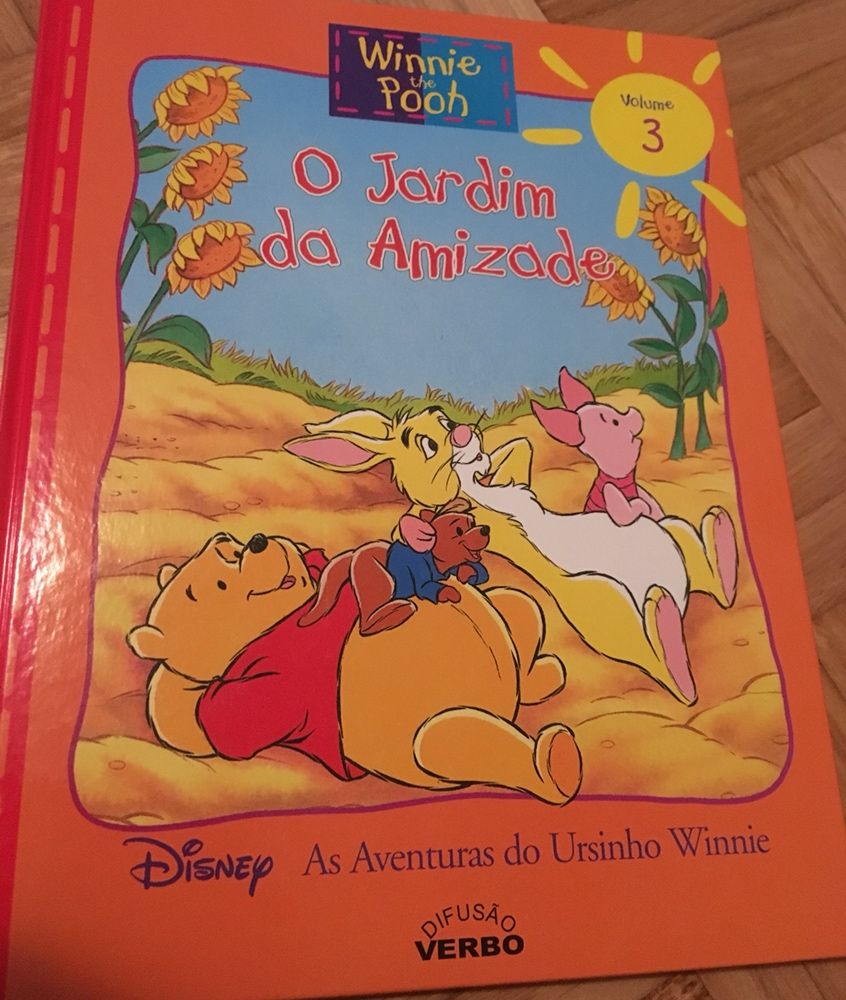 Winnie
the
Pooh
Volume
3
O Jardim
da Amizade
Disney As Aventuras do Ursinho Winnie
DIFUSÃO
VERBO